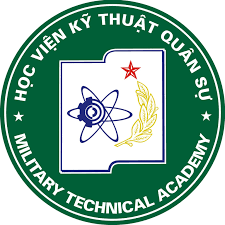 HỌC VIỆN KỸ THUẬT QUÂN SỰ
MILITARY TECHNICAL ACADEMY